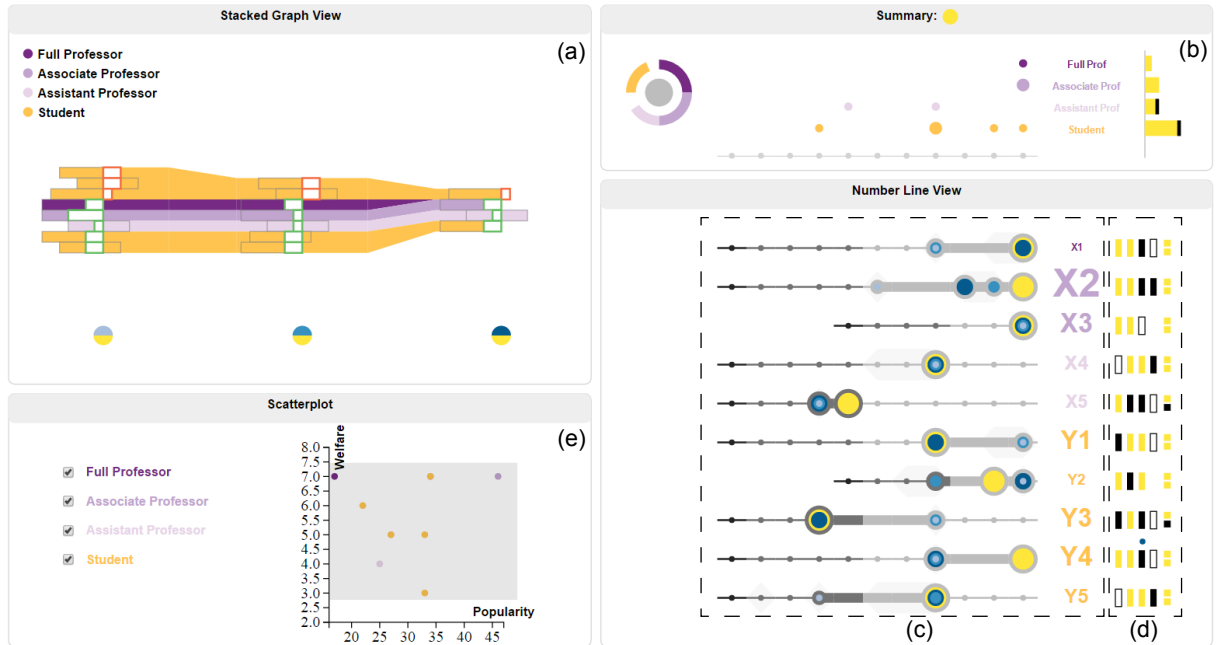 Stacked Graph View
(a)
Full Professor
Associate Professor
Assistant Professor
Student
Summary:
(b)
Full Prof
Associate Prof
Assistant Prof
Student
Number Line View
X1
X2
X3
X4
X5
Y1
Y2
Y3
Y4
Y5
(c)
(d)
Scatterplot
(e)
Full Professor
Associate Professor
Assistant Professor
Student
Welfare
8.0
7.5
7.0
6.5
6.0
5.5
5.0
4.5
4.0
3.5
3.0
2.5
2.0
Popularity
20 25 30 35 40 45